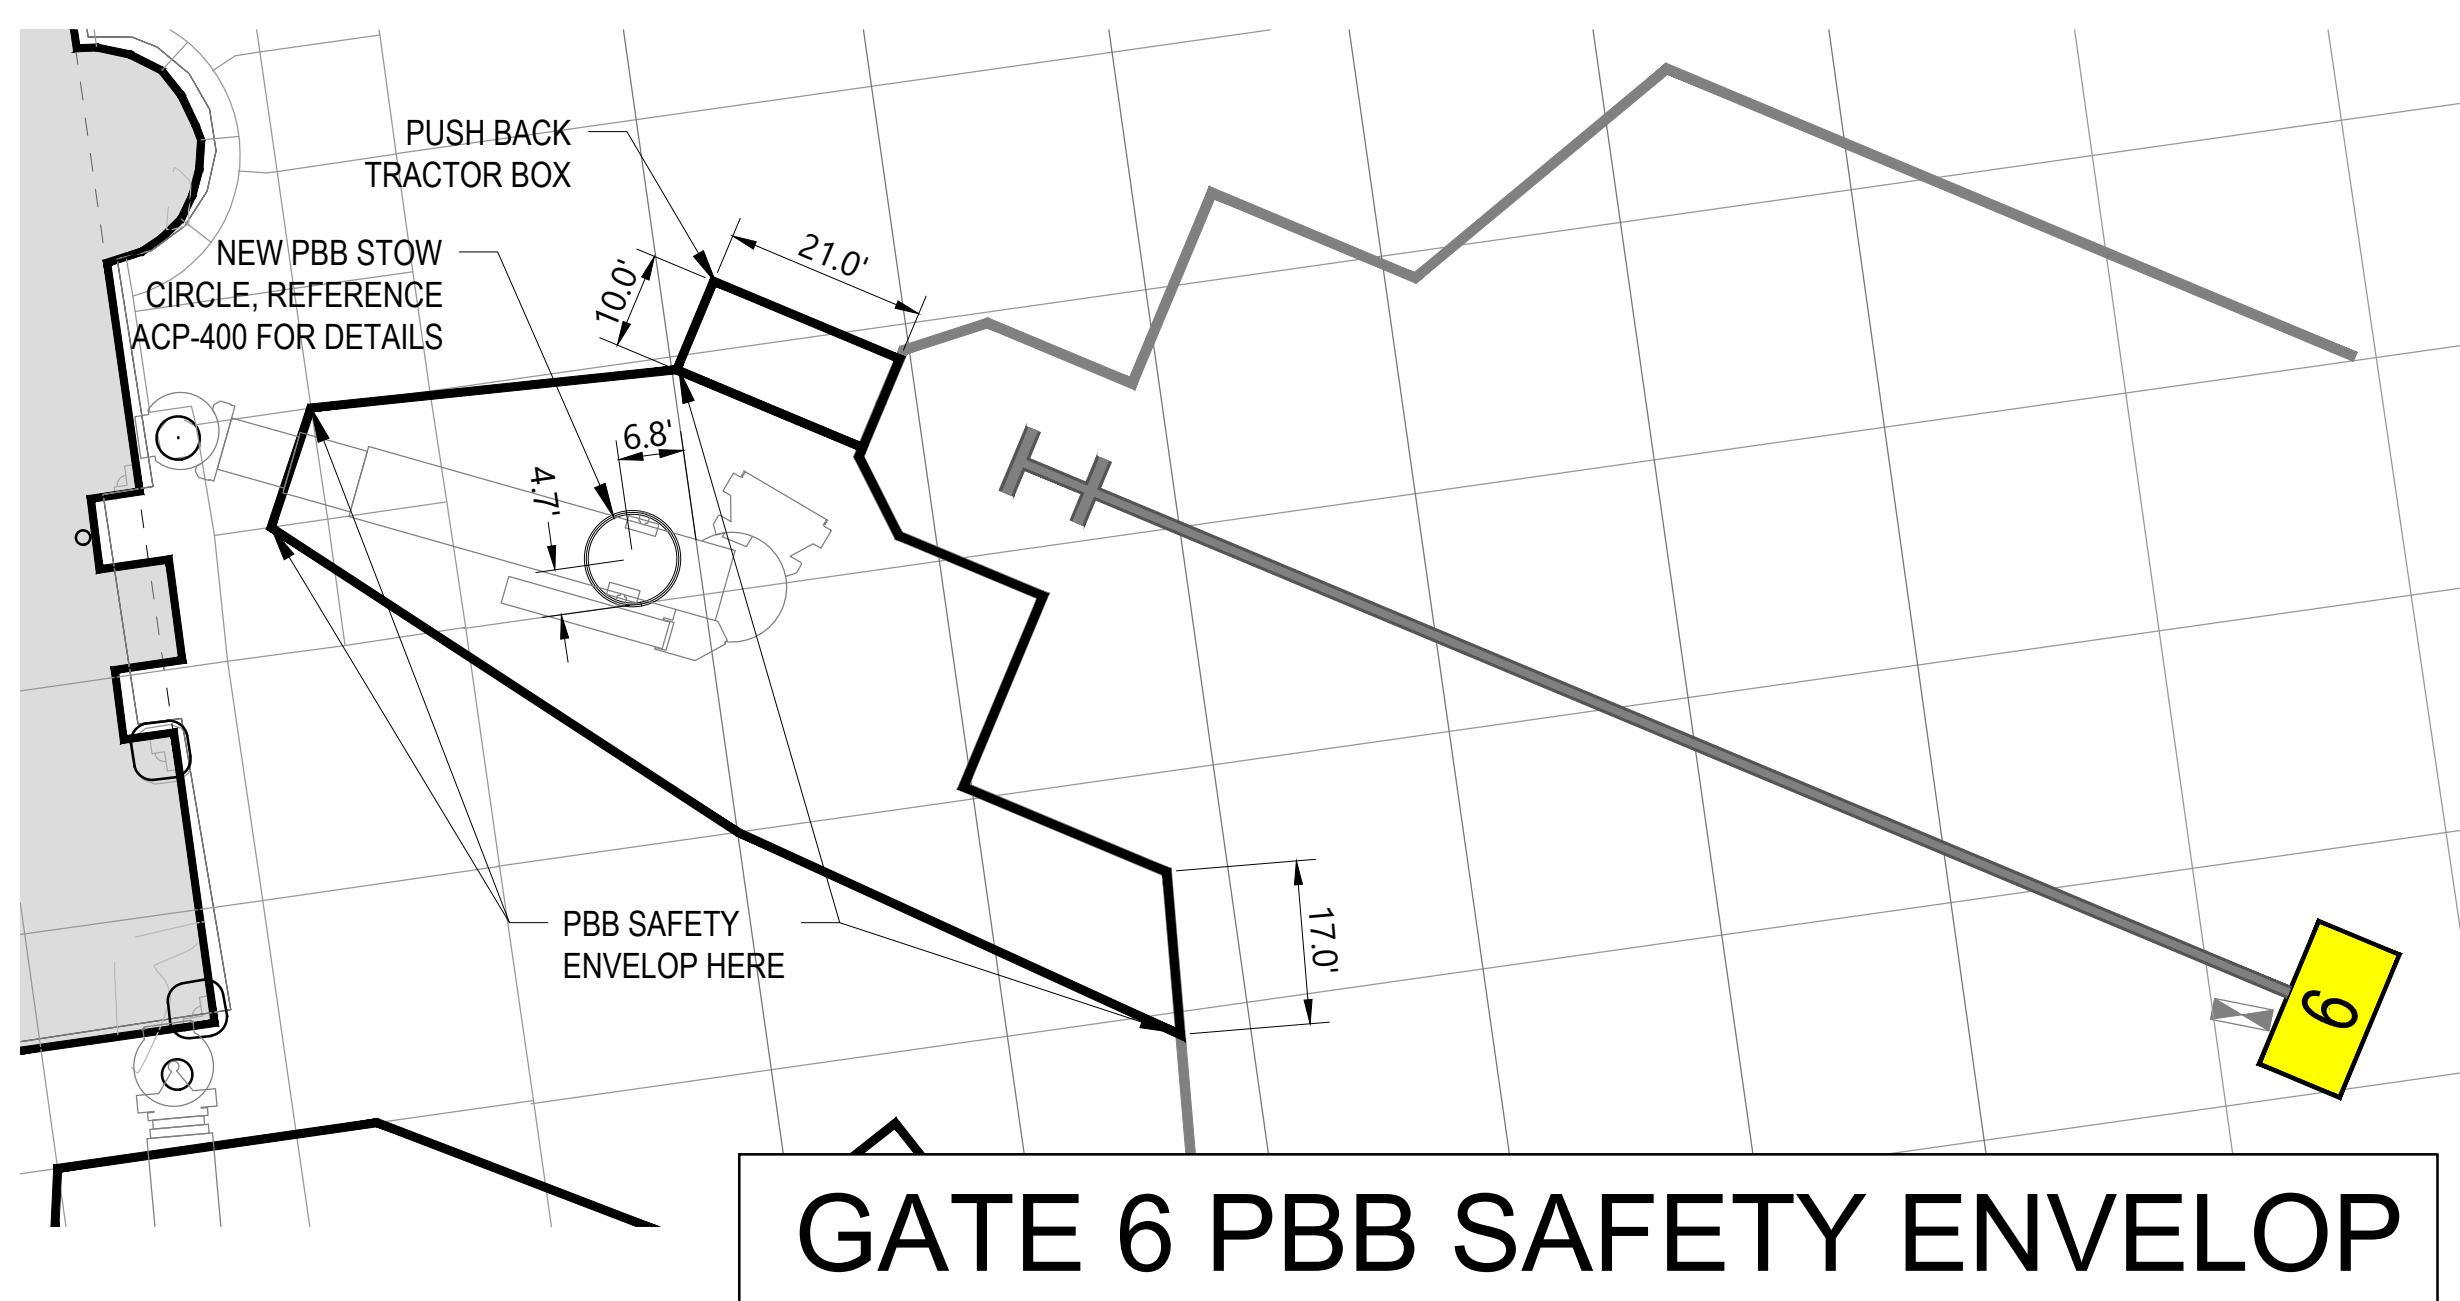 PUSH BACK
TRACTOR BOX
NEW PBB STOW
CIRCLE, REFERENCE
ACP-400 FOR DETAILS
21.0'
10.0'
6.8'
4.7'
PBB SAFETY
ENVELOP HERE
17.0'
6
GATE 6 PBB SAFETY ENVELOP